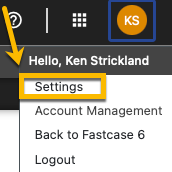 KS
Hello, Ken Strickland
Settings
Account Management
Back to Fastcase 6
Logout